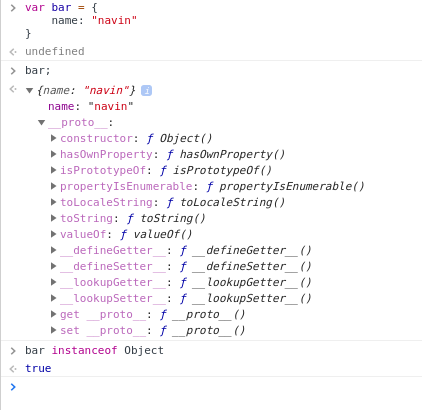 var bar = {
name: "navin"
}
undefined
bar;
{name: "navin"} i
name: "navin"
__proto__:
constructor: ƒ Object()
hasOwnProperty: ƒ hasOwnProperty()
isPrototypeOf: ƒ isPrototypeOf()
propertyIsEnumerable: ƒ propertyIsEnumerable()
toLocaleString: ƒ toLocaleString()
toString: ƒ toString()
valueOf: ƒ valueOf()
__defineGetter__: ƒ __defineGetter__()
__defineSetter__: ƒ __defineSetter__()
__lookupGetter__: ƒ __lookupGetter__()
__lookupSetter__: ƒ __lookupSetter__()
get __proto__: ƒ __proto__()
set __proto__: ƒ __proto__()
bar instanceof Object
true